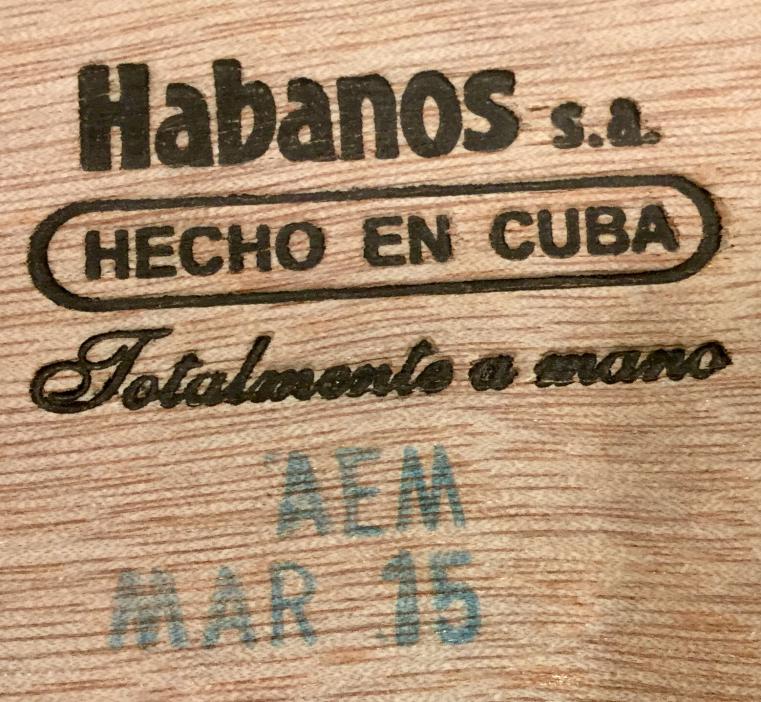 Habanos s.a.
HECHO EN CUBA
Totalmente a mano
AEM
MAR 15